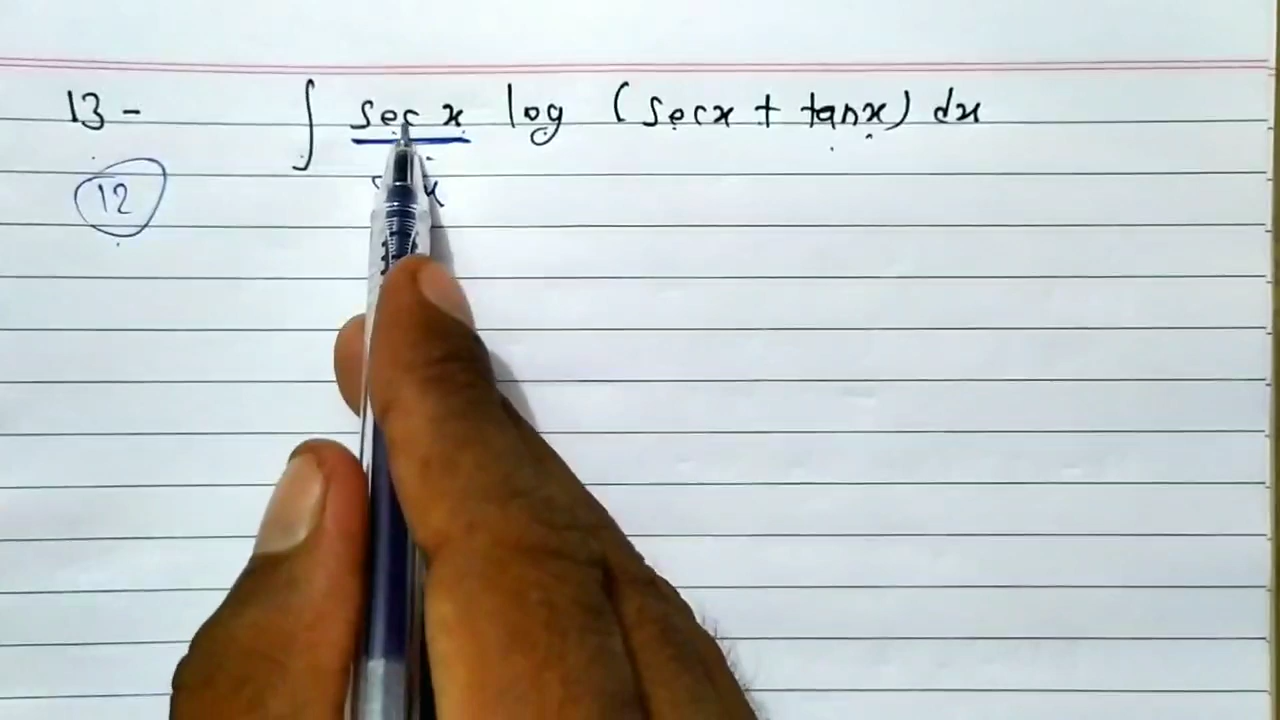 13 - ∫ sec x log (secx + tanx) dx
12